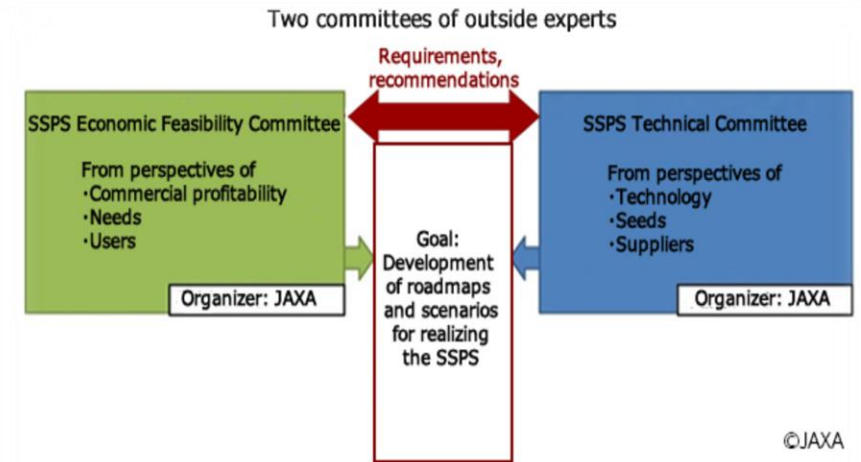 Two committees of outside experts
Requirements,
recommendations
SSPS Economic Feasibility Committee
From perspectives of
・Commercial profitability
・Needs
・Users
Organizer: JAXA
Goal:
Development
of roadmaps
and scenarios
for realizing
the SSPS
SSPS Technical Committee
From perspectives of
・Technology
・Seeds
・Suppliers
Organizer: JAXA
©JAXA